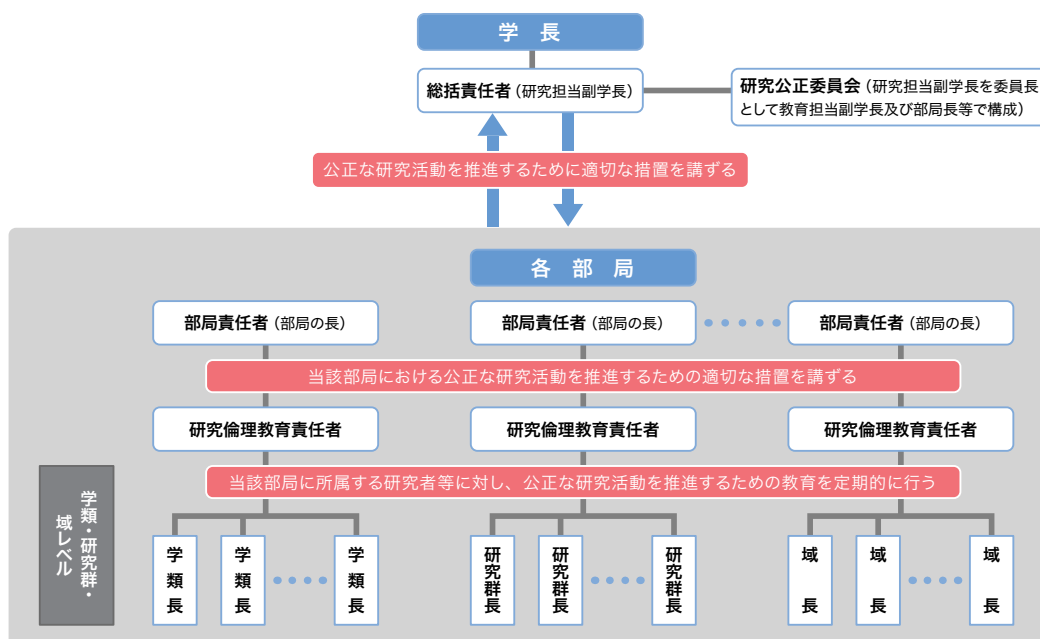 学 長
総括責任者（研究担当副学長）
研究公正委員会（研究担当副学長を委員長
として教育担当副学長及び部局長等で構成）
公正な研究活動を推進するために適切な措置を講ずる
各 部 局
部局責任者（部局の長）
部局責任者（部局の長）
部局責任者（部局の長）
当該部局における公正な研究活動を推進するための適切な措置を講ずる
研究倫理教育責任者
研究倫理教育責任者
研究倫理教育責任者
当該部局に所属する研究者等に対し、公正な研究活動を推進するための教育を定期的に行う
学類・研究群・
域レベル
学類長
学類長
学類長
研究群長
研究群長
研究群長
域長
域長
域長